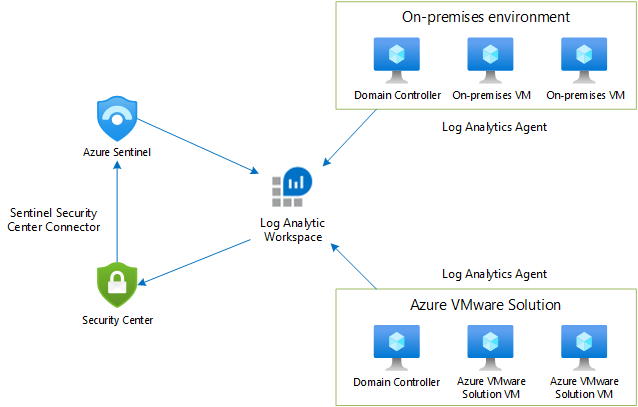 On-premises environment
Domain Controller
On-premises VM
On-premises VM
Log Analytics Agent
Azure Sentinel
Sentinel Security
Center Connector
Log Analytic
Workspace
Security Center
Log Analytics Agent
Azure VMware Solution
Domain Controller
Azure VMware
Solution VM
Azure VMware
Solution VM